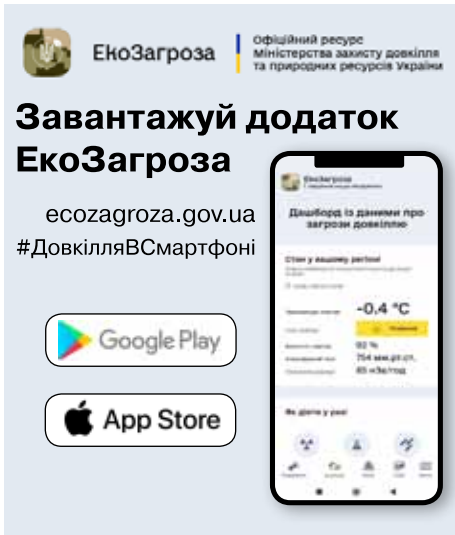 ЕкоЗагроза
Офіційний ресурс
Міністерства захисту довкілля
та природних ресурсів України
Завантажуй додаток
ЕкоЗагроза
ecozagroza.gov.ua
#ДовкілляВСмартфоні
Google Play
App Store
ЕкоЗагроза
Дашборд із даними про
загрози довкіллю
Стан у вашому регіоні
-0.4 °C
92 %
754 мм.рт.ст.
Як діяти у разі